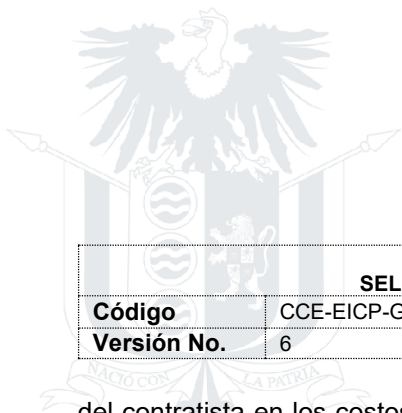 SEL
Código CCE-EICP-G
Versión No. 6
NACIÓ CON LA PATRIA
del contratista en los costos